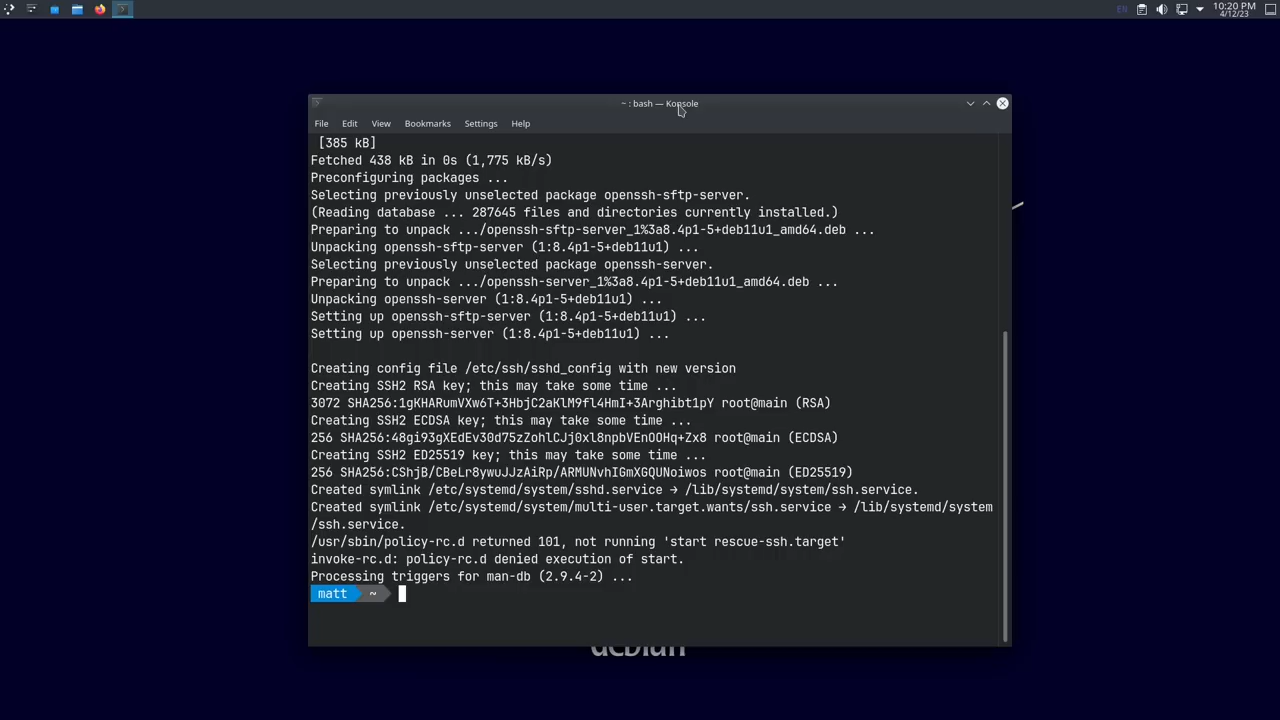 EN
10:20 PM
4/12/23
~ : bash — Konsole
File Edit View Bookmarks Settings Help
[385 kB]
Fetched 438 kB in 0s (1,775 kB/s)
Preconfiguring packages ...
Selecting previously unselected package openssh-sftp-server.
(Reading database ... 287645 files and directories currently installed.)
Preparing to unpack .../openssh-sftp-server_1%3a8.4p1-5+deb11u1_amd64.deb ...
Unpacking openssh-sftp-server (1:8.4p1-5+deb11u1) ...
Selecting previously unselected package openssh-server.
Preparing to unpack .../openssh-server_1%3a8.4p1-5+deb11u1_amd64.deb ...
Unpacking openssh-server (1:8.4p1-5+deb11u1) ...
Setting up openssh-sftp-server (1:8.4p1-5+deb11u1) ...
Setting up openssh-server (1:8.4p1-5+deb11u1) ...
Creating config file /etc/ssh/sshd_config with new version
Creating SSH2 RSA key; this may take some time ...
3072 SHA256:1gKHARumVXw6T+3HbjC2aKlM9fl4HmI+3Arghibt1pY root@main (RSA)
Creating SSH2 ECDSA key; this may take some time ...
256 SHA256:48gi93gXEdEv30d75zZohlCJj0xl8npbVEnOOHq+Zx8 root@main (ECDSA)
Creating SSH2 ED25519 key; this may take some time ...
256 SHA256:CShjB/CBeLr8ywuJJzAiRp/ARMUNvhIGmXGQUNoiwos root@main (ED25519)
Created symlink /etc/systemd/system/sshd.service → /lib/systemd/system/ssh.service.
Created symlink /etc/systemd/system/multi-user.target.wants/ssh.service → /lib/systemd/system
/ssh.service.
/usr/sbin/policy-rc.d returned 101, not running 'start rescue-ssh.target'
invoke-rc.d: policy-rc.d denied execution of start.
Processing triggers for man-db (2.9.4-2) ...
matt ~
debian